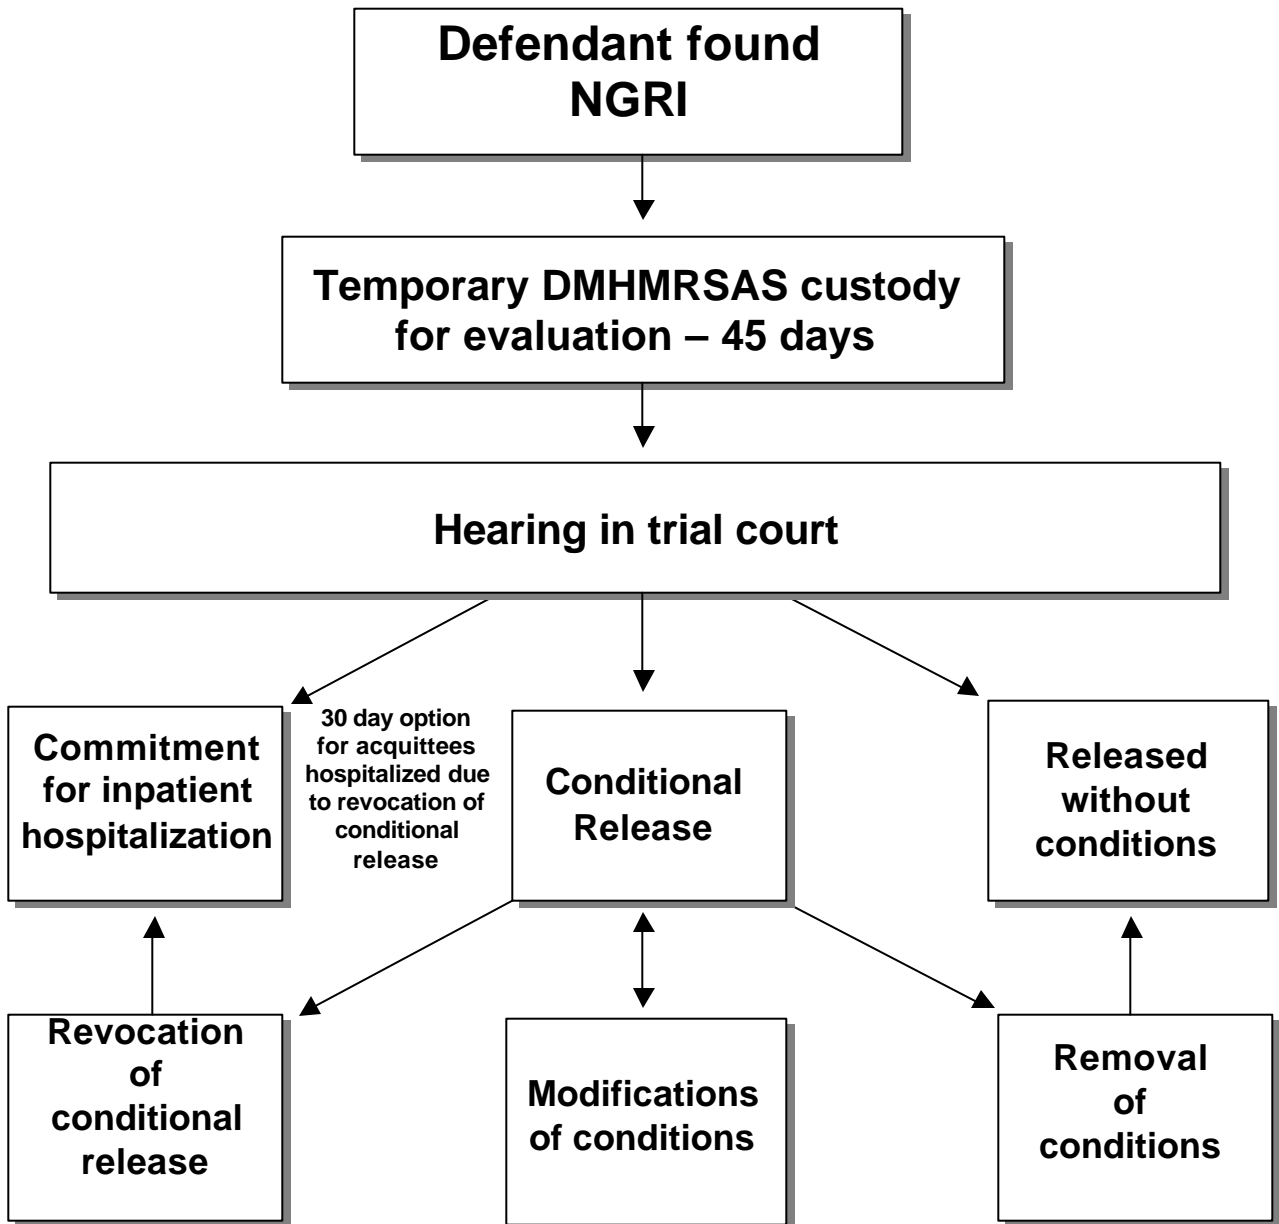 Defendant found
NGRI
Temporary DMHMRSAS custody
for evaluation – 45 days
Hearing in trial court
Commitment
for inpatient
hospitalization
30 day option
for acquittees
hospitalized due
to revocation of
conditional
release
Conditional
Release
Released
without
conditions
Revocation
of
conditional
release
Modifications
of conditions
Removal
of
conditions